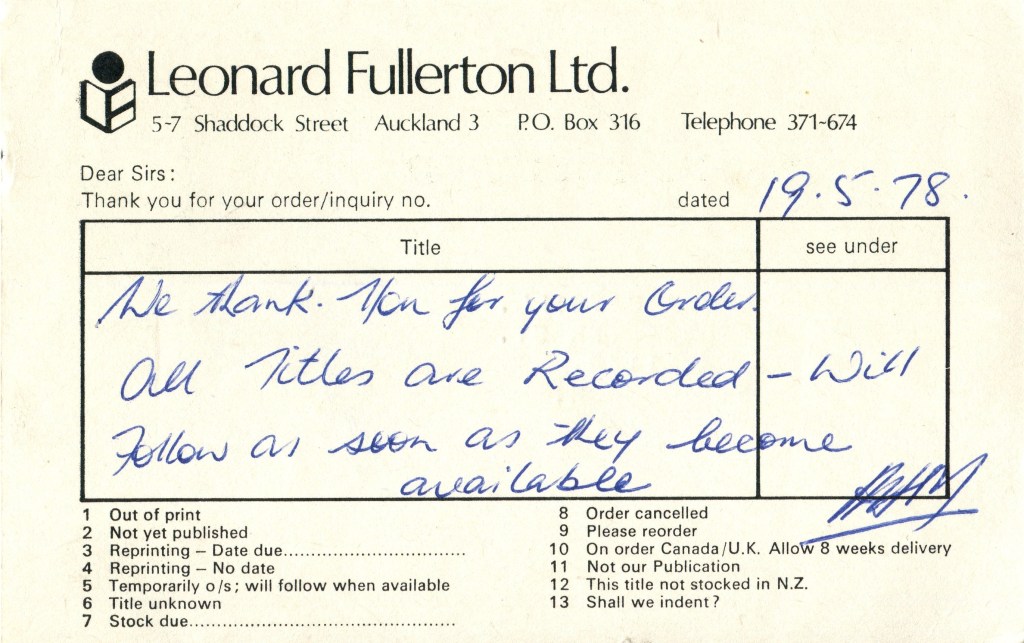 Leonard Fullerton Ltd.
5-7 Shaddock Street Auckland 3 P.O. Box 316 Telephone 371-674
Dear Sirs:
Thank you for your order/inquiry no. dated 19.5.78.
Title see under
We thank. You for your Order.
All Titles are Recorded – Will
Follow as soon as they become
available
1 Out of print
2 Not yet published
3 Reprinting – Date due..................................
4 Reprinting – No date
5 Temporarily o/s; will follow when available
6 Title unknown
7 Stock due..................................................
8 Order cancelled
9 Please reorder
10 On order Canada/U.K. Allow 8 weeks delivery
11 Not our Publication
12 This title not stocked in N.Z.
13 Shall we indent?